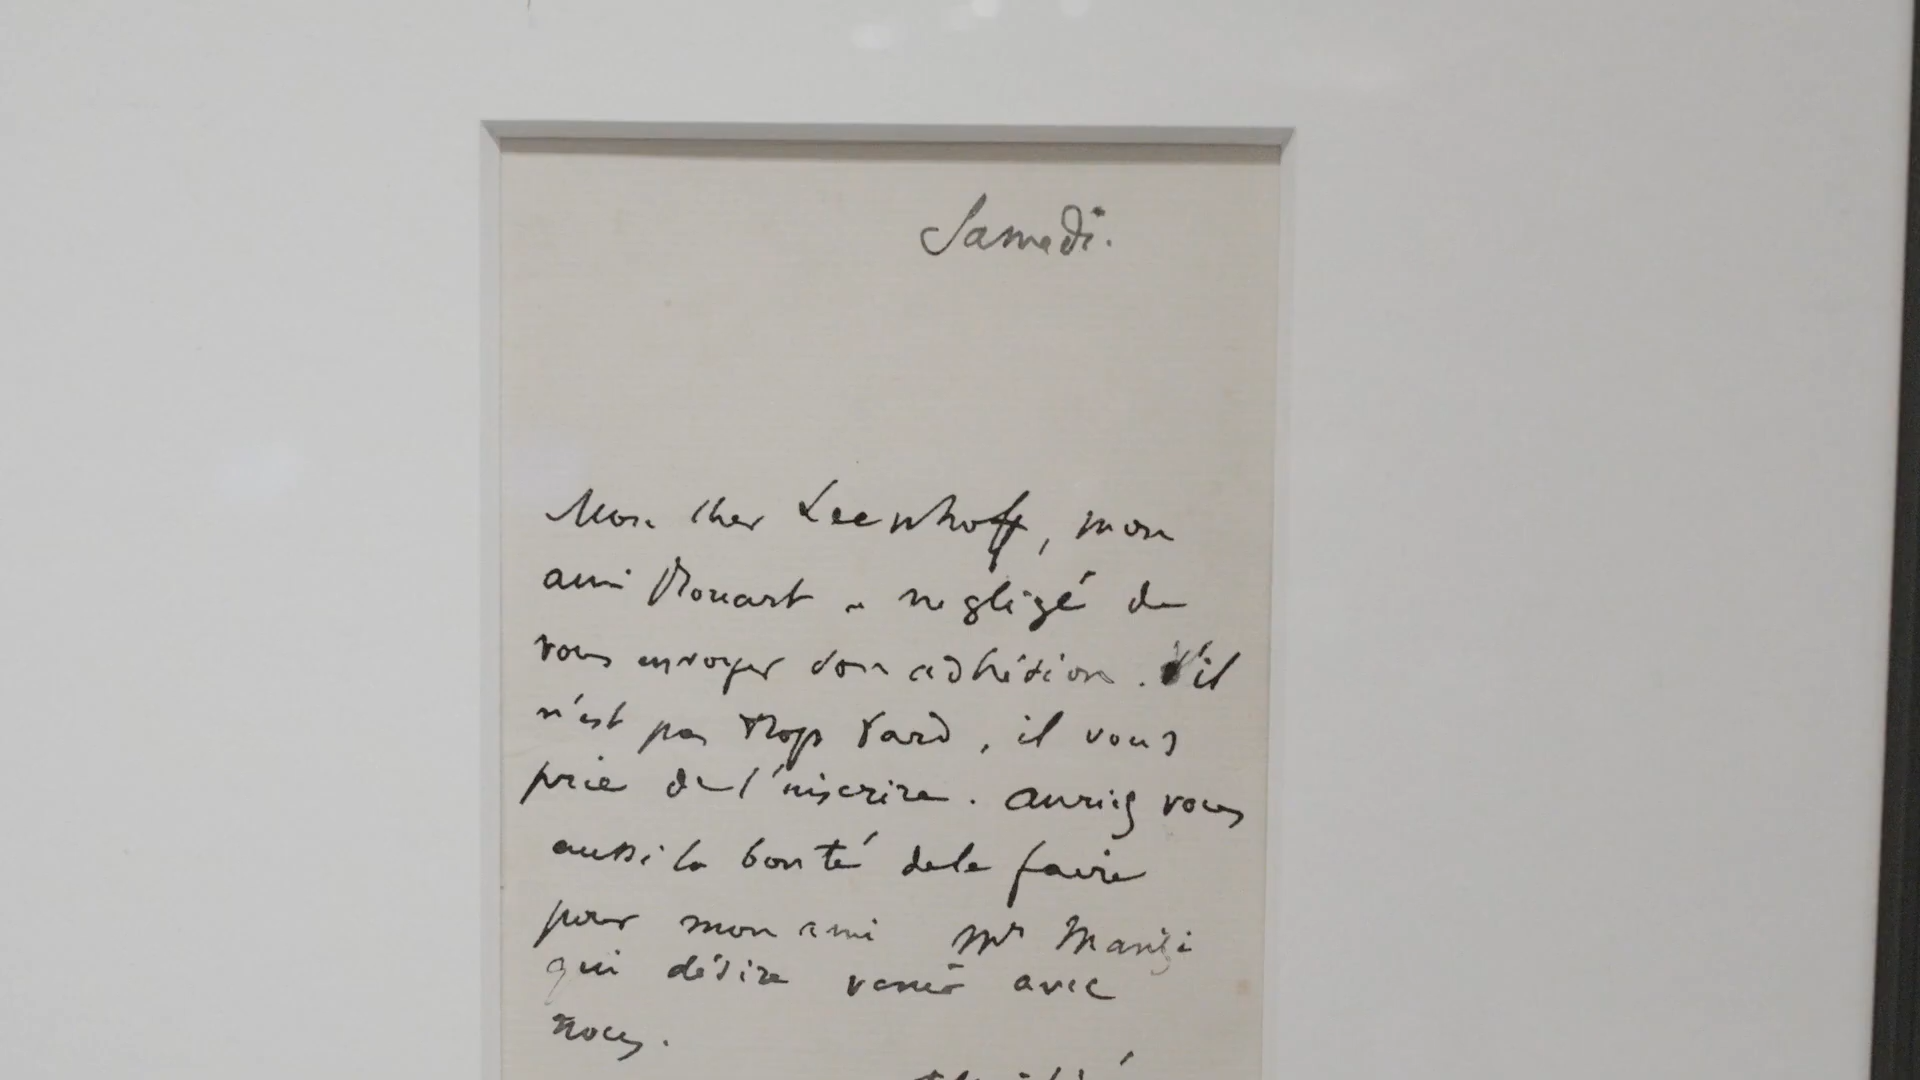 Samedi.
Mon cher Leenhoff, mon
ami Rouart a negligé de
vous envoyer son adhésion. S'il
n'est pas trop tard, il vous
prie de l'inscrire. auriez vous
aussi la bonté de le faire
pour mon ami Mr Manzi
qui désire venir avec
nous.